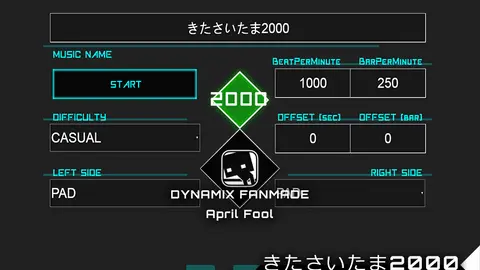 きたさいたま2000
MUSIC NAME
BEATPERMINUTE
BARPERMINUTE
START
1000
250
2000
DIFFICULTY
OFFSET (SEC)
OFFSET (BAR)
CASUAL
0
0
LEFT SIDE
RIGHT SIDE
PAD
PAD
DYNAMIX FANMADE
April Fool
きたさいたま2000